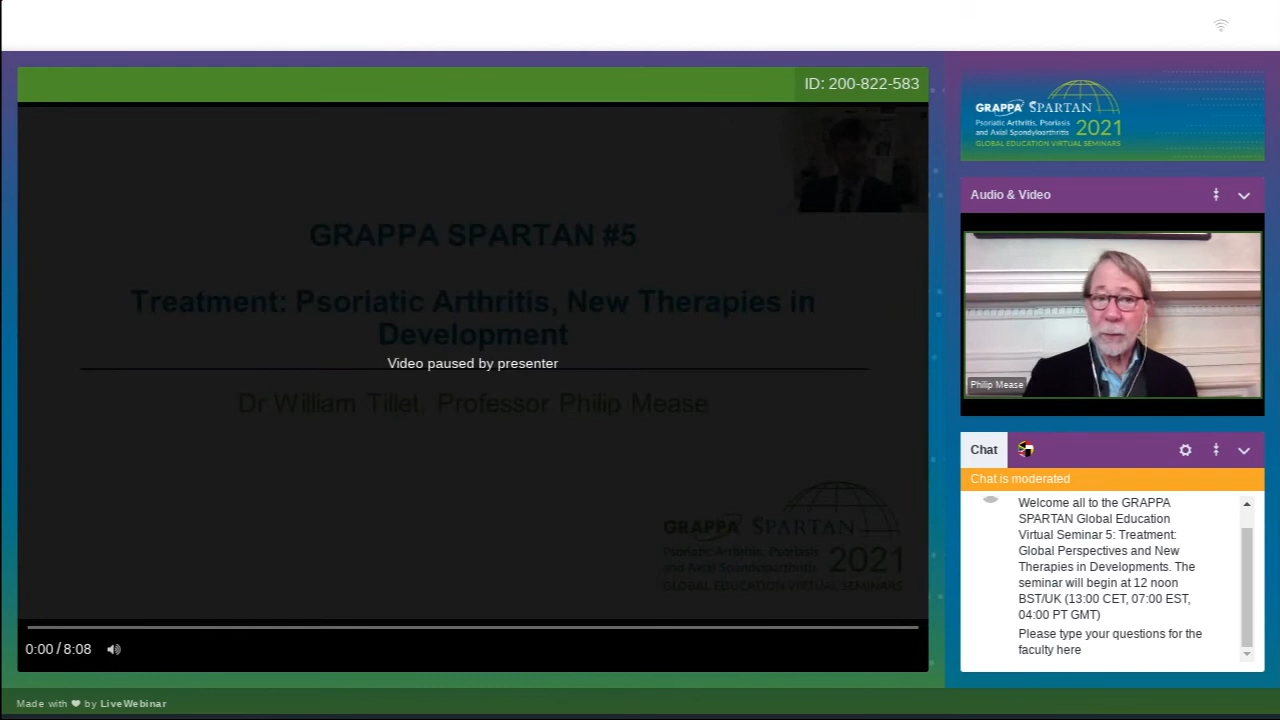 ID: 200-822-583
GRAPPA SPARTAN
Psoriatic Arthritis, Psoriasis
and Axial Spondyloarthritis 2021
GLOBAL EDUCATION VIRTUAL SEMINARS
GRAPPA SPARTAN #5
Treatment: Psoriatic Arthritis, New Therapies in
Development
Video paused by presenter
Dr William Tillet, Professor Philip Mease
GRAPPA SPARTAN
Psoriatic Arthritis, Psoriasis
and Axial Spondyloarthritis 2021
GLOBAL EDUCATION VIRTUAL SEMINARS
0:00 / 8:08
Audio & Video
Philip Mease
Chat
Chat is moderated
Welcome all to the GRAPPA
SPARTAN Global Education
Virtual Seminar 5: Treatment:
Global Perspectives and New
Therapies in Developments. The
seminar will begin at 12 noon
BST/UK (13:00 CET, 07:00 EST,
04:00 PT GMT)
Please type your questions for the
faculty here
Made with ❤ by LiveWebinar